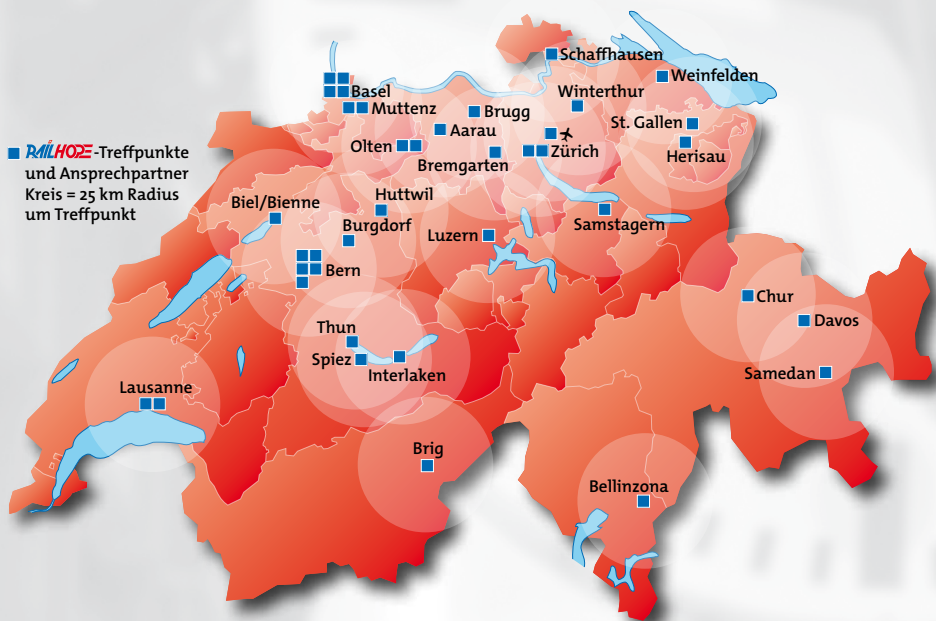 Schaffhausen
Weinfelden
Basel
Winterthur
Muttenz
Brugg
St. Gallen
Aarau
Olten
Zürich
Bremgarten
Herisau
RAILHOPE-Treffpunkte
und Ansprechpartner
Kreis = 25 km Radius
um Treffpunkt
Huttwil
Biel/Bienne
Burgdorf
Samstagern
Luzern
Bern
Chur
Davos
Thun
Spiez
Interlaken
Samedan
Lausanne
Brig
Bellinzona